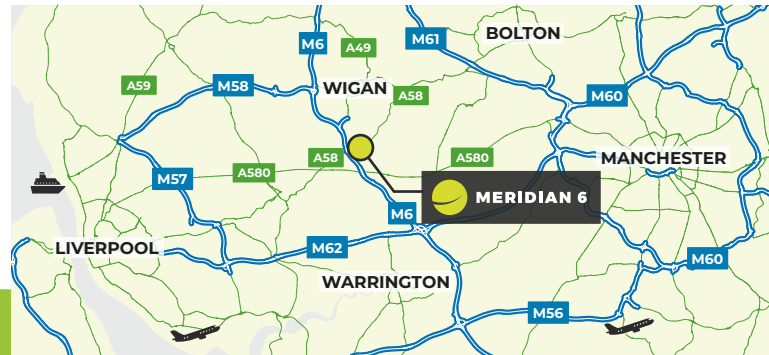 M6
M61
BOLTON
A49
A59
M58
WIGAN
A58
M60
A580
A58
A580
MANCHESTER
M57
MERIDIAN 6
M6
LIVERPOOL
M62
M60
WARRINGTON
M56